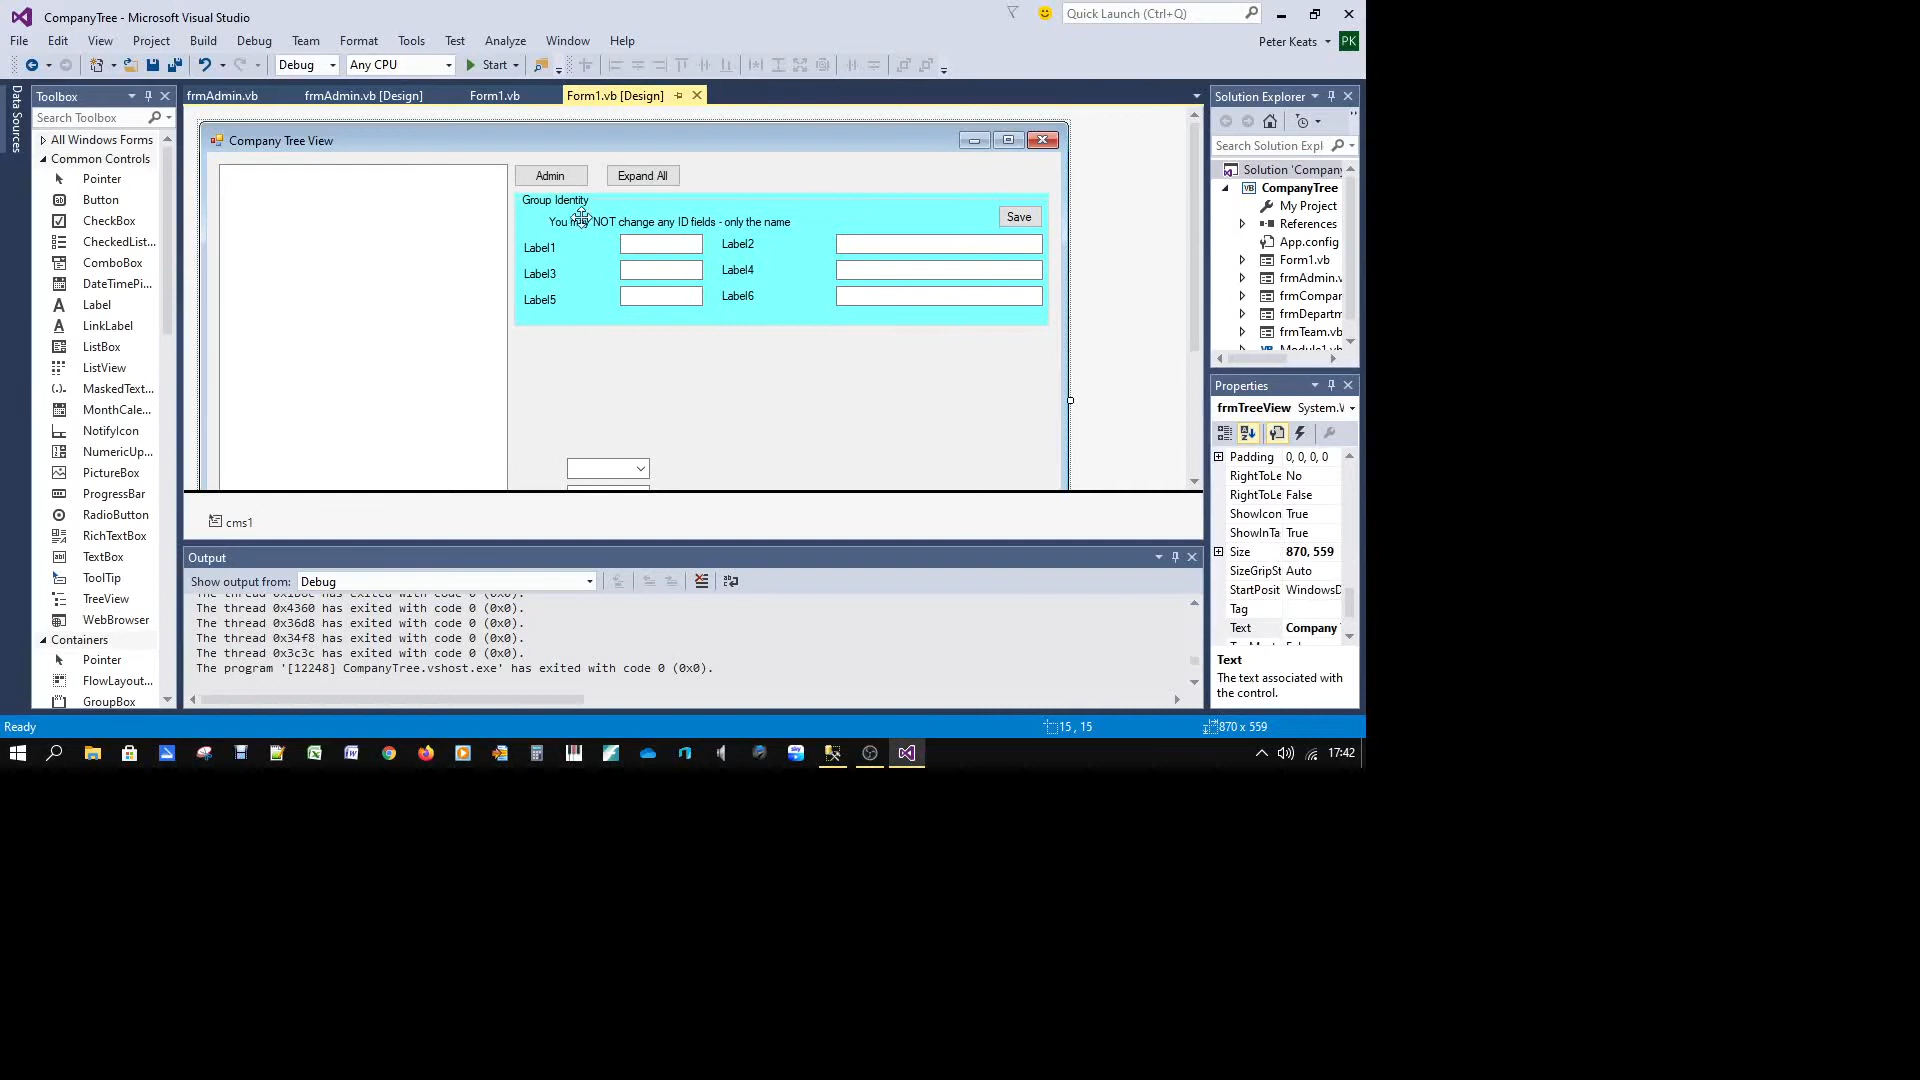 CompanyTree - Microsoft Visual Studio
Quick Launch (Ctrl+Q)
File Edit View Project Build Debug Team Format Tools Test Analyze Window Help
Peter Keats PK
Debug Any CPU Start
Data Sources
Toolbox
Search Toolbox
All Windows Forms
Common Controls
Pointer
Button
CheckBox
CheckedList...
ComboBox
DateTimePi...
Label
LinkLabel
ListBox
ListView
MaskedText...
MonthCale...
NotifyIcon
NumericUp...
PictureBox
ProgressBar
RadioButton
RichTextBox
TextBox
ToolTip
TreeView
WebBrowser
Containers
Pointer
FlowLayout...
GroupBox
frmAdmin.vb frmAdmin.vb [Design] Form1.vb Form1.vb [Design]
Company Tree View
Admin Expand All
Group Identity
You may NOT change any ID fields - only the name
Save
Label1 Label2
Label3 Label4
Label5 Label6
cms1
Output
Show output from: Debug
The thread 0x4360 has exited with code 0 (0x0).
The thread 0x36d8 has exited with code 0 (0x0).
The thread 0x34f8 has exited with code 0 (0x0).
The thread 0x3c3c has exited with code 0 (0x0).
The program '[12248] CompanyTree.vshost.exe' has exited with code 0 (0x0).
Solution Explorer
Search Solution Expl
Solution 'Company
CompanyTree
My Project
References
App.config
Form1.vb
frmAdmin.v
frmCompar
frmDepartm
frmTeam.vb
Module1.vb
Properties
frmTreeView System.V
Padding 0, 0, 0, 0
RightToLe No
RightToLe False
ShowIcon True
ShowInTa True
Size 870, 559
SizeGripSt Auto
StartPosit WindowsD
Tag
Text Company
Text
The text associated with
the control.
Ready 15 , 15 870 x 559
17:42